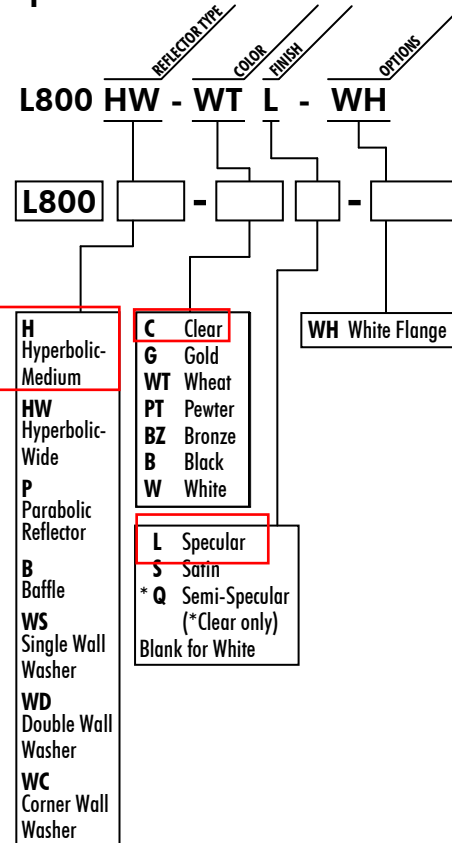 REFLECTOR TYPE
COLOR
FINISH
OPTIONS
L800 HW - WT L - WH
L800 - -
H
Hyperbolic-
Medium
HW
Hyperbolic-
Wide
P
Parabolic
Reflector
B
Baffle
WS
Single Wall
Washer
WD
Double Wall
Washer
WC
Corner Wall
Washer
C Clear
G Gold
WT Wheat
PT Pewter
BZ Bronze
B Black
W White
L Specular
S Satin
* Q Semi-Specular
(*Clear only)
Blank for White
WH White Flange